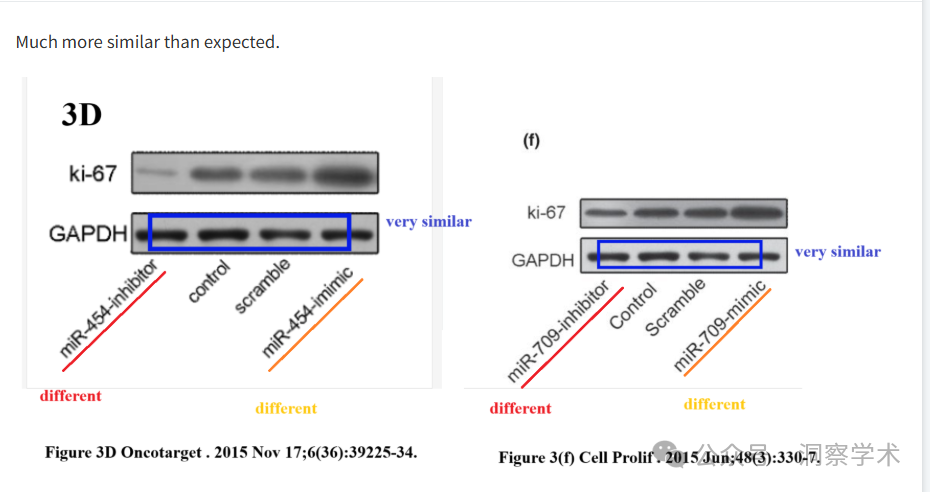 Much more similar than expected.
3D
ki-67
GAPDH
very similar
miR-454-inhibitor
control
scramble
miR-454-imimic
different
different
Figure 3D Oncotarget . 2015 Nov 17;6(36):39225-34.
(f)
ki-67
GAPDH
very similar
miR-709-inhibitor
Control
Scramble
miR-709-mimic
different
different
Figure 3(f) Cell Prolif . 2015 Jun;48(3):330-7.
公众号 · 洞察学术